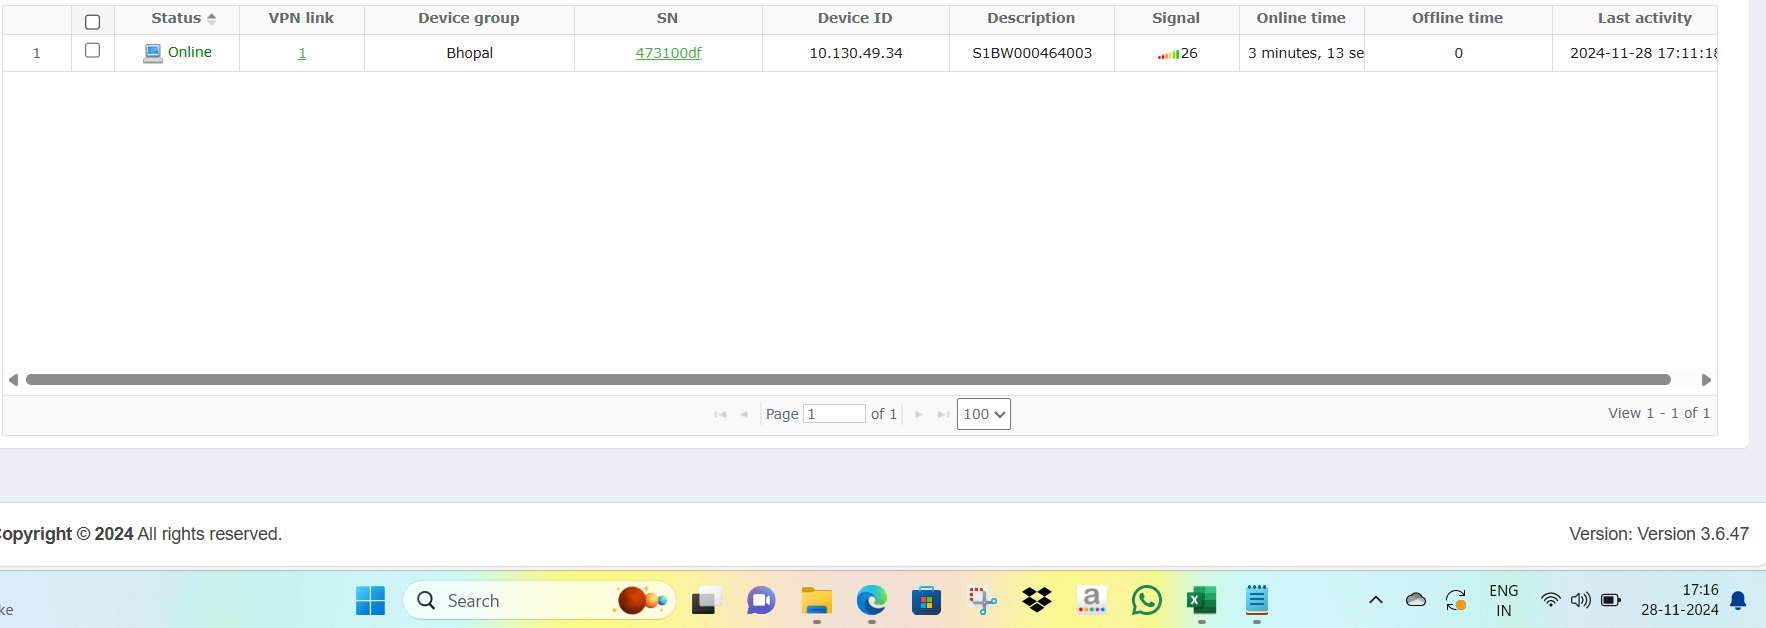 Status VPN link Device group SN Device ID Description Signal Online time Offline time Last activity
1 Online 1 Bhopal 473100df 10.130.49.34 S1BW000464003 26 3 minutes, 13 se 0 2024-11-28 17:11:18
Page 1 of 1 100 View 1 - 1 of 1
opyright © 2024 All rights reserved. Version: Version 3.6.47
ke Search ENG IN 17:16 28-11-2024